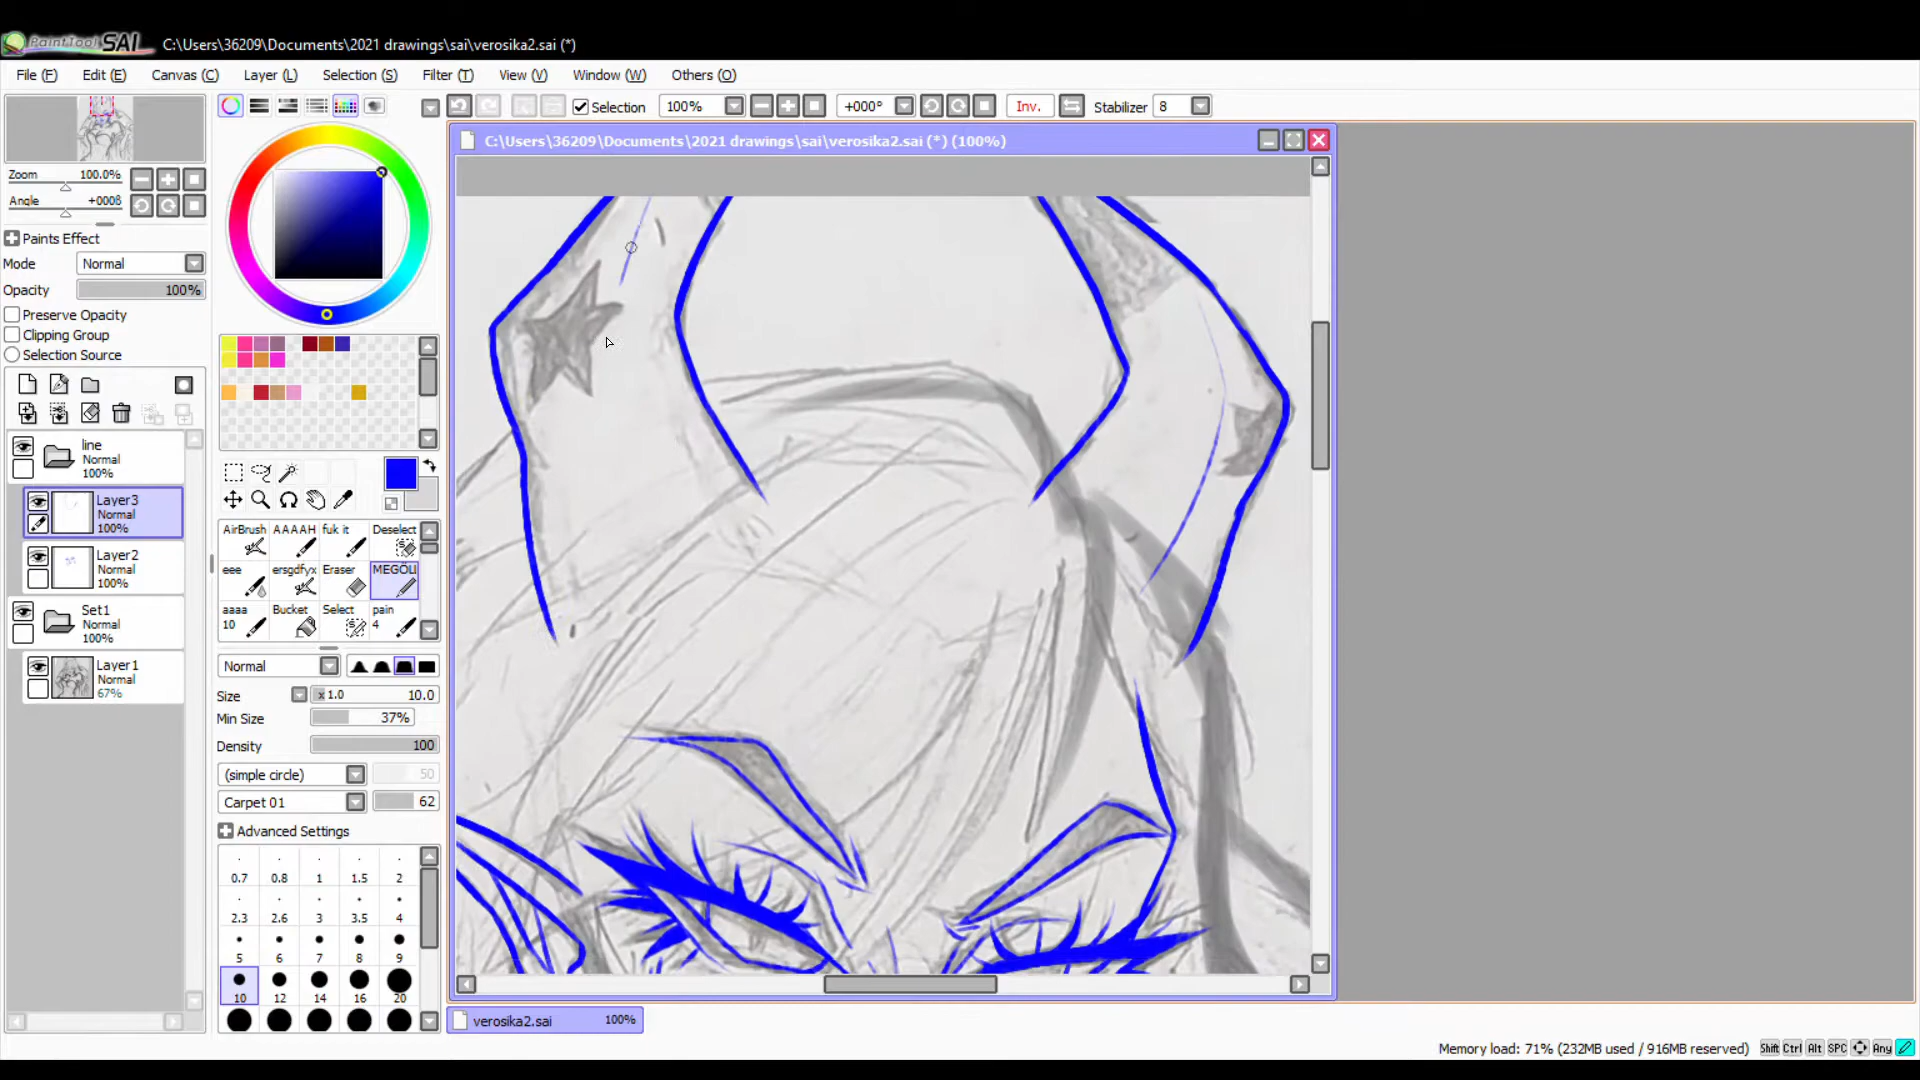 PaintTool SAI C:\Users\36209\Documents\2021 drawings\sai\verosika2.sai (*)
File (F) Edit (E) Canvas (C) Layer (L) Selection (S) Filter (T) View (V) Window (W) Others (O)
Selection 100% +000° Inv. Stabilizer 8
C:\Users\36209\Documents\2021 drawings\sai\verosika2.sai (*) (100%)
Zoom 100.0%
Angle +000ß
Paints Effect
Mode Normal
Opacity 100%
Preserve Opacity
Clipping Group
Selection Source
line
Normal
100%
Layer3
Normal
100%
Layer2
Normal
100%
Set1
Normal
100%
Layer1
Normal
67%
AirBrush AAAAH fuk it Deselect
eee ersgdfyx Eraser MEGÖLI
aaaa Bucket Select pain
10 4
Normal
Size x 1.0 10.0
Min Size 37%
Density 100
(simple circle) 50
Carpet 01 62
Advanced Settings
0.7 0.8 1 1.5 2
2.3 2.6 3 3.5 4
5 6 7 8 9
10 12 14 16 20
verosika2.sai 100%
Memory load: 71% (232MB used / 916MB reserved) Shift Ctrl Alt SPC Any